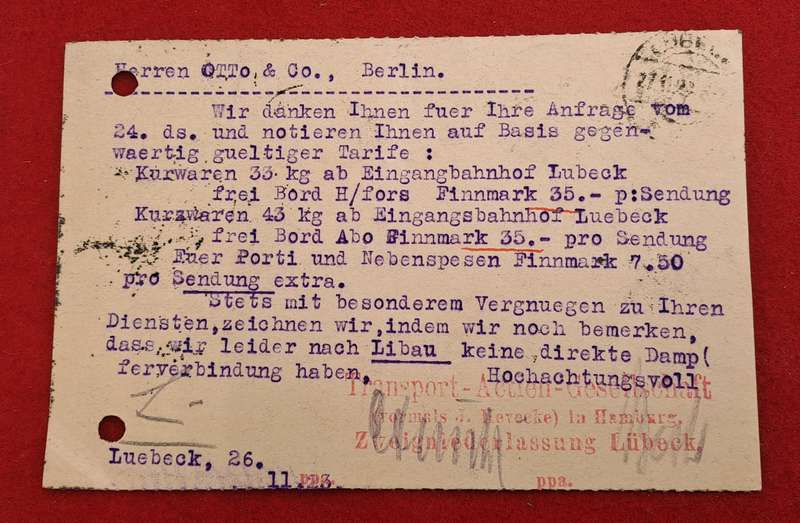 Herren OTTo & Co., Berlin.
Wir danken Ihnen fuer Ihre Anfrage vom
24. ds. und notieren Ihnen auf Basis gegen-
waertig gueltiger Tarife :
Kurwaren 33 kg ab Eingangbahnhof Lubeck
frei Bord H/fors Finnmark 35.- p:Sendung
Kurzwaren 43 kg ab Eingangsbahnhof Luebeck
frei Bord Abo Finnmark 35.- pro Sendung
Fuer Porti und Nebenspesen Finnmark 7.50
pro Sendung extra.
Stets mit besonderem Vergnuegen zu Ihren
Diensten,zeichnen wir,indem wir noch bemerken,
dass wir leider nach Libau keine direkte Damp(
ferverbindung haben, Hochachtungsvoll
Transport-Actien-Gesellschaft
(vormals J. Hevecke) in Hamburg,
Zweigniederlassung Lübeck,
Luebeck, 26.
11.23
ppa. ppa.